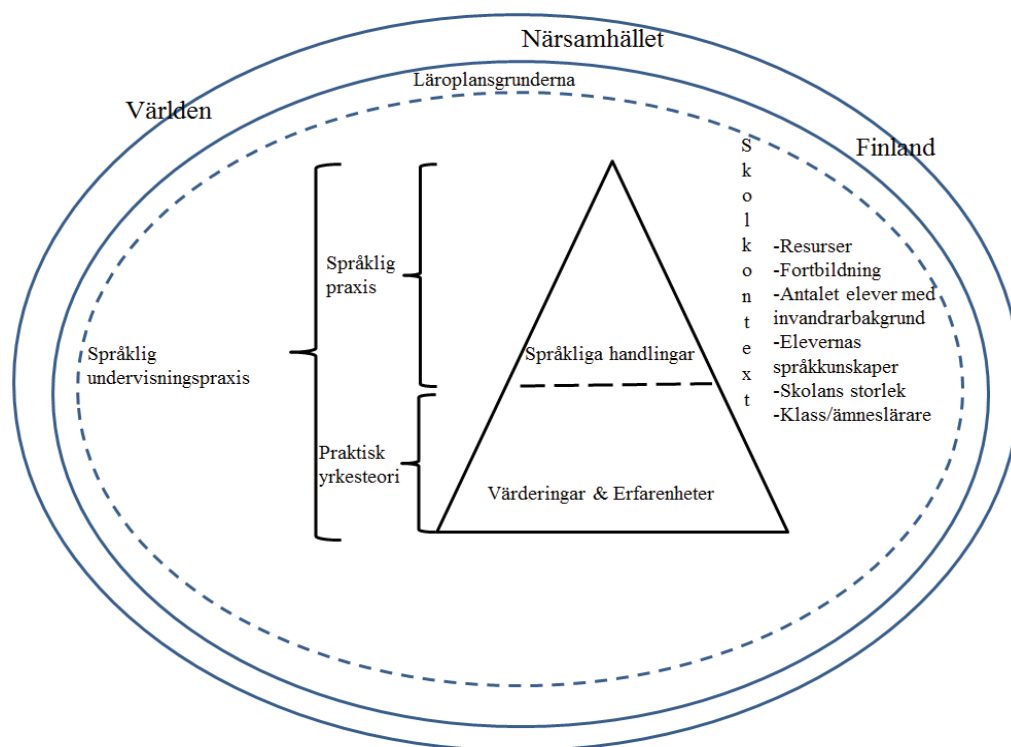 Närsamhället
Läroplansgrunderna
Världen
Finland
Skolkontext
-Resurser
-Fortbildning
-Antalet elever med
invandrarbakgrund
-Elevernas
språkkunskaper
-Skolans storlek
-Klass/ämneslärare
Språklig
praxis
Språkliga handlingar
Språklig
undervisningspraxis
Praktisk
yrkesteori
Värderingar & Erfarenheter